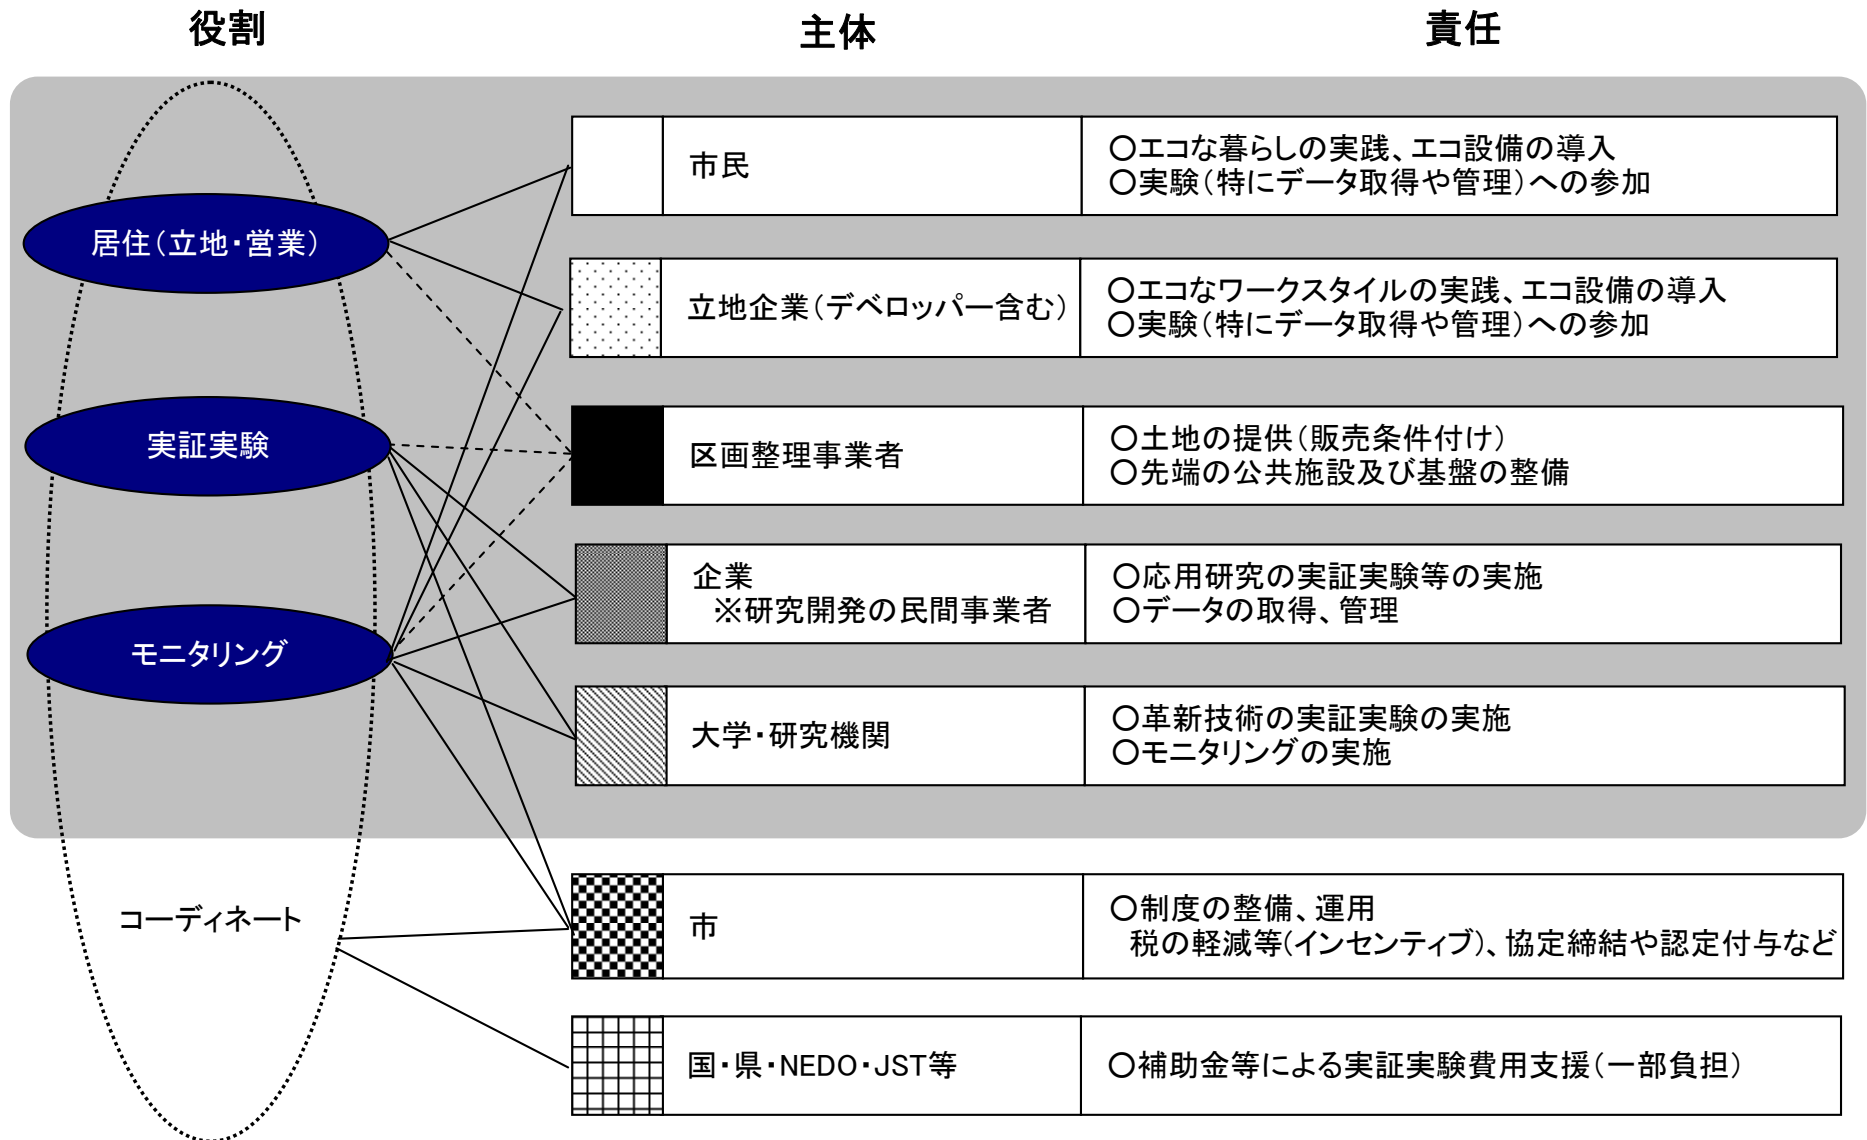 役割
主体
責任
居住（立地・営業）
実証実験
モニタリング
コーディネート
市民
○エコな暮らしの実践、エコ設備の導入
○実験（特にデータ取得や管理）への参加
立地企業（デベロッパー含む）
○エコなワークスタイルの実践、エコ設備の導入
○実験（特にデータ取得や管理）への参加
区画整理事業者
○土地の提供（販売条件付け）
○先端の公共施設及び基盤の整備
企業
※研究開発の民間事業者
○応用研究の実証実験等の実施
○データの取得、管理
大学・研究機関
○革新技術の実証実験の実施
○モニタリングの実施
市
○制度の整備、運用
税の軽減等(インセンティブ)、協定締結や認定付与など
国・県・NEDO・JST等
○補助金等による実証実験費用支援（一部負担）